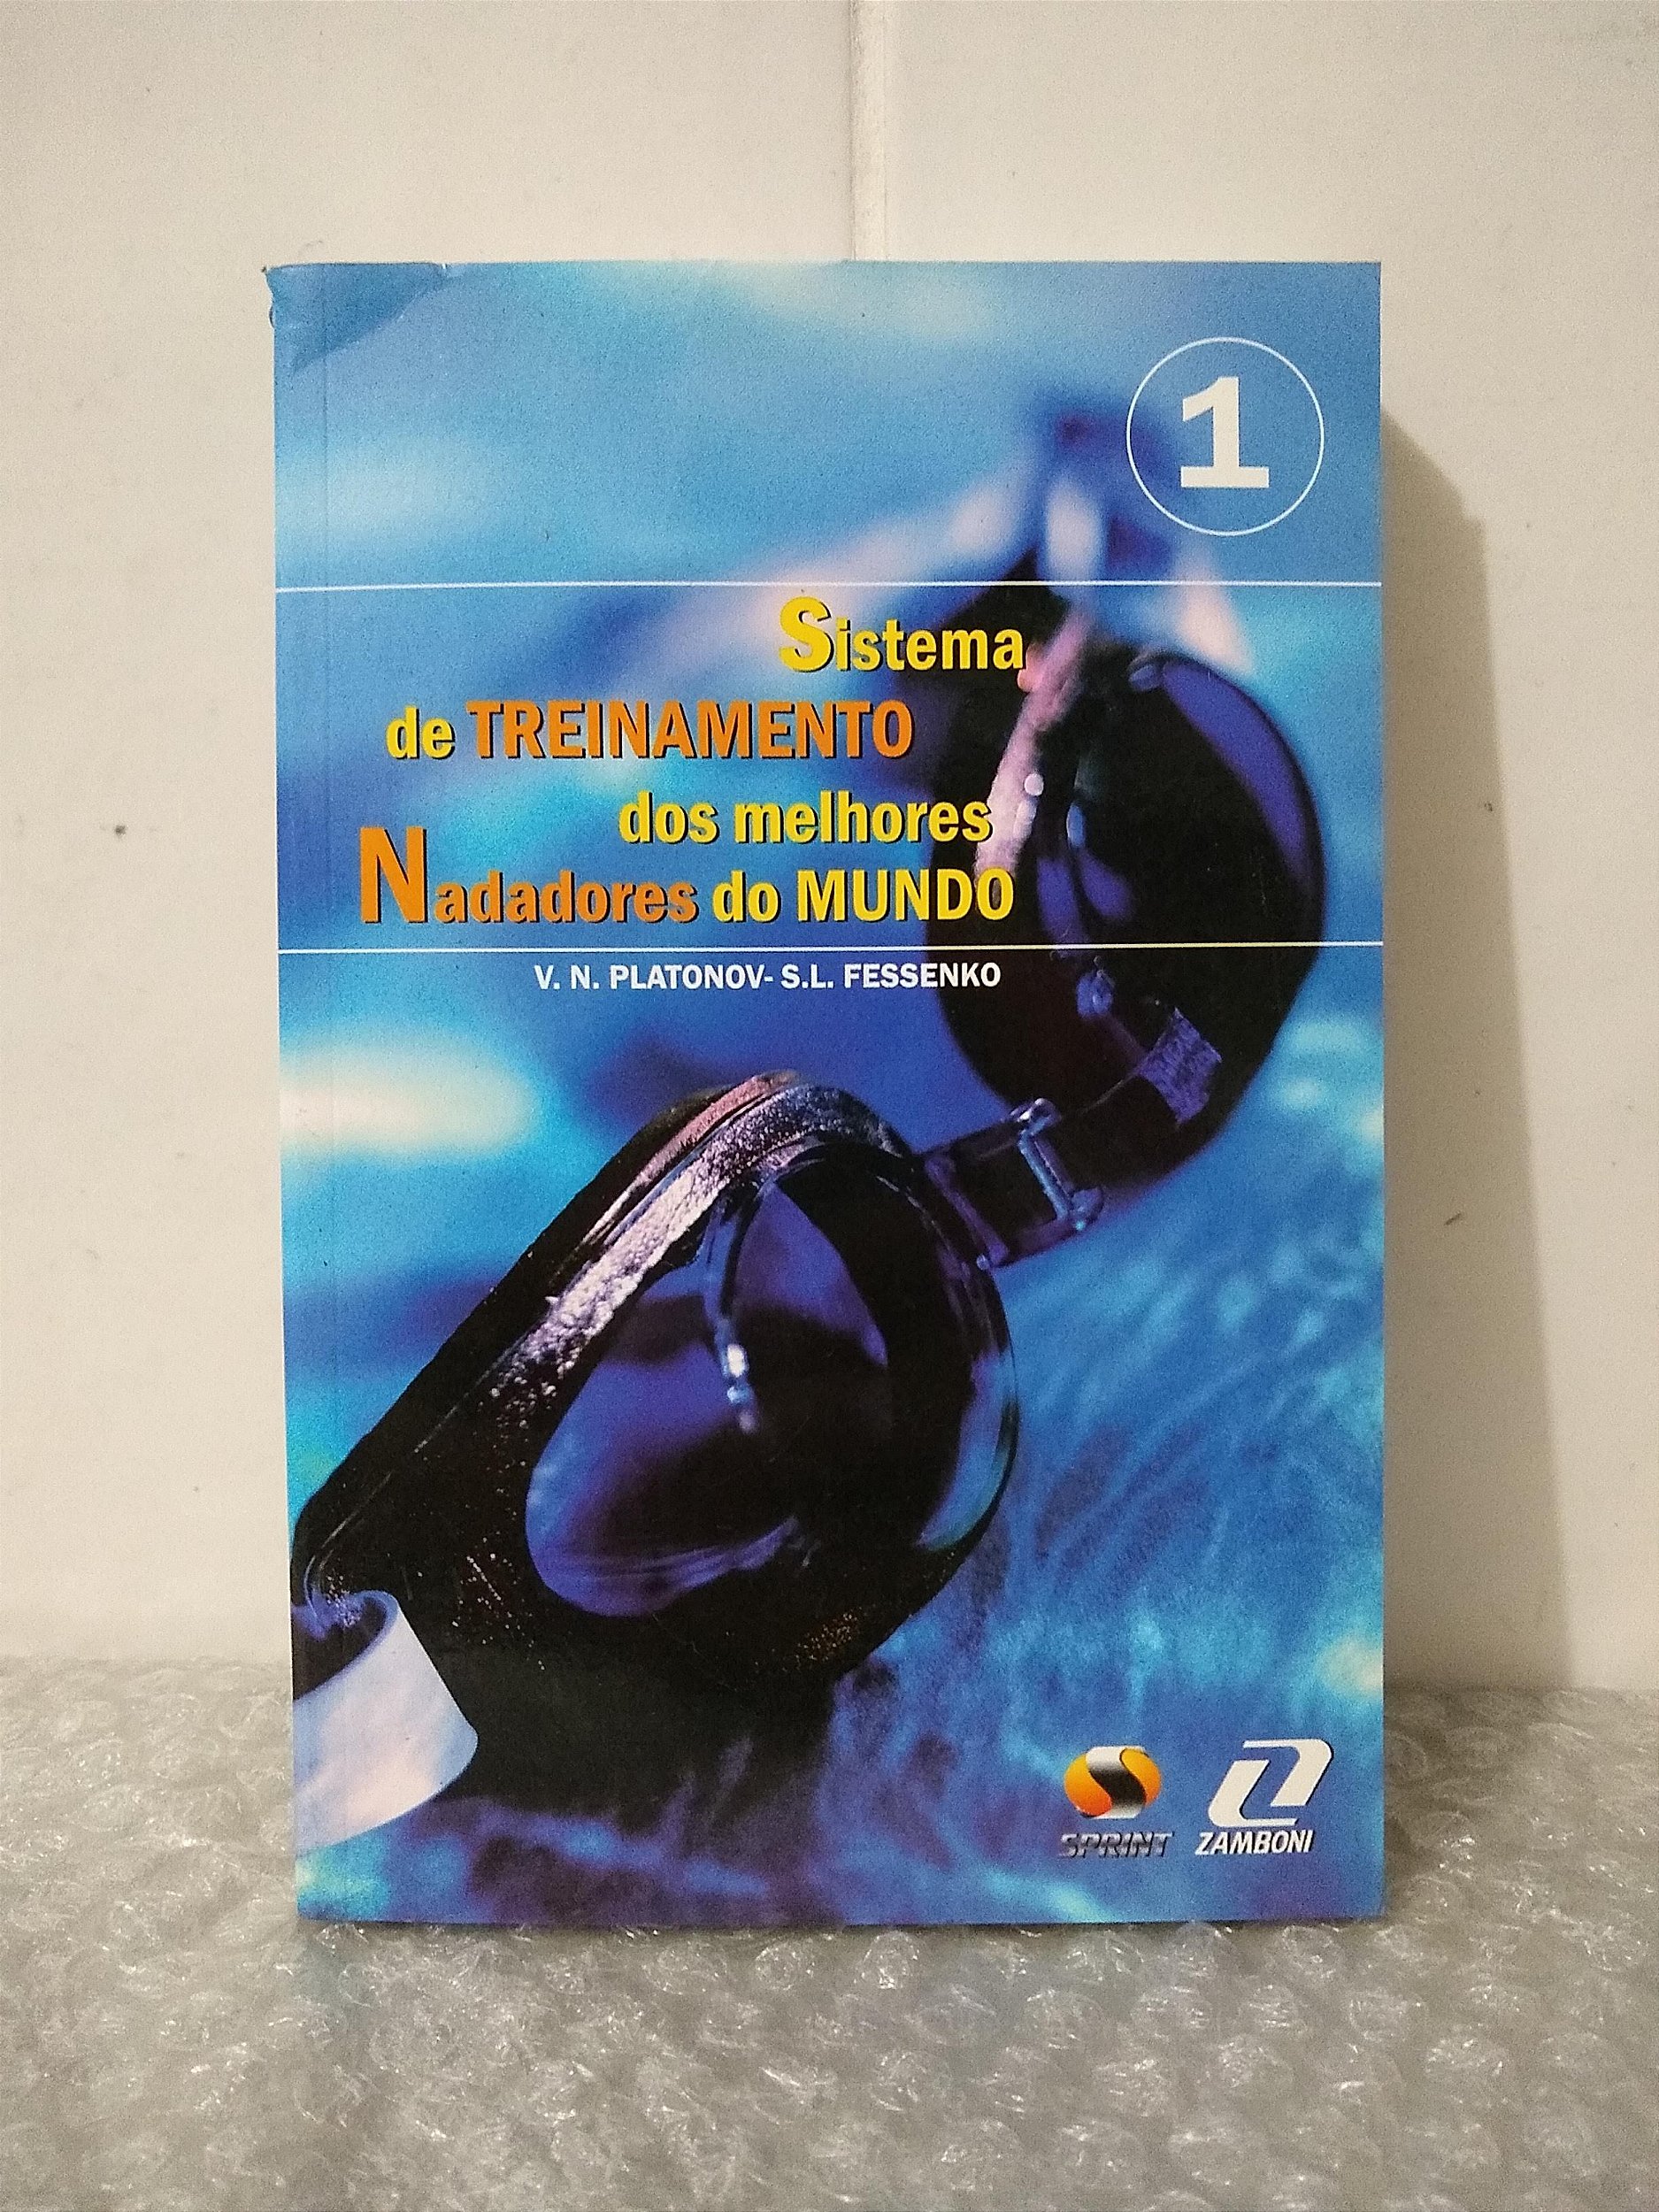 1
Sistema
de TREINAMENTO
dos melhores
Nadadores do MUNDO
V. N. PLATONOV- S.L. FESSENKO
SPRINT ZAMBONI